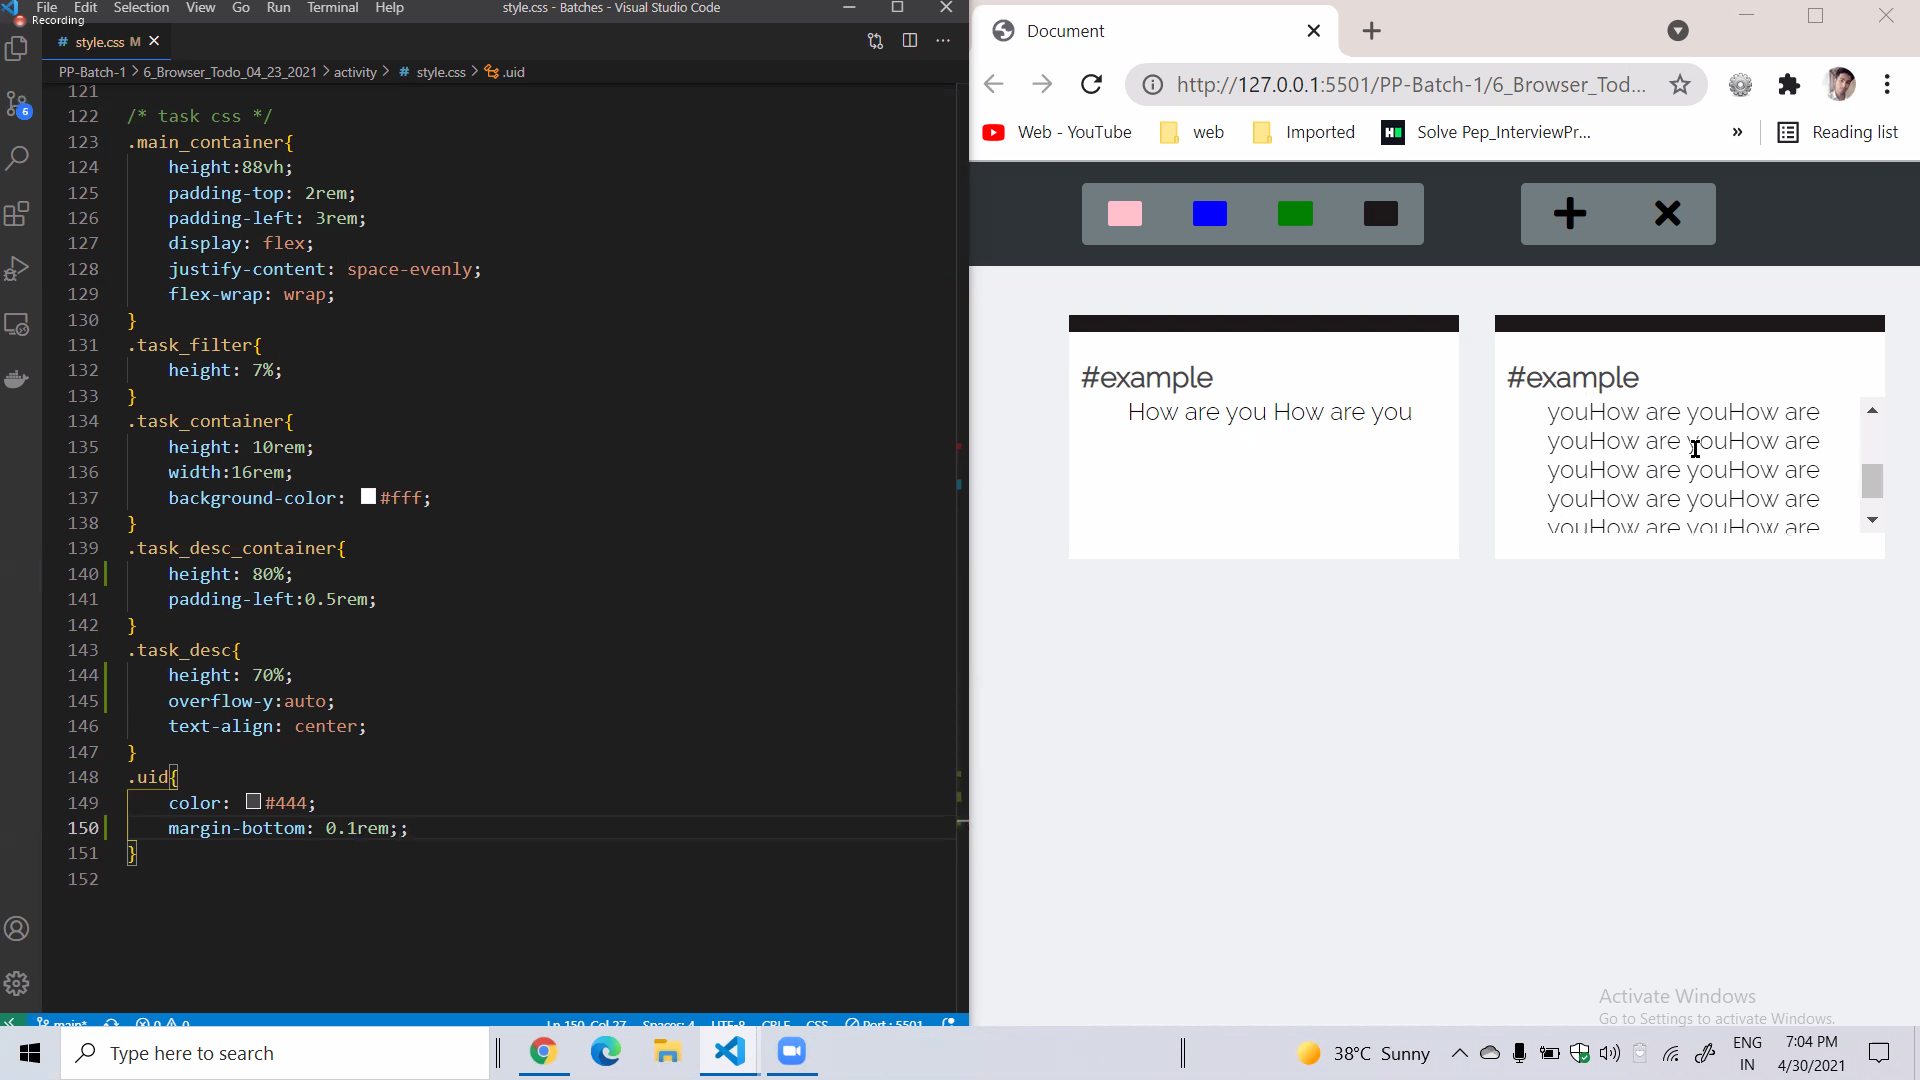 File Edit Selection View Go Run Terminal Help style.css - Batches - Visual Studio Code
Recording
# style.css M
PP-Batch-1 > 6_Browser_Todo_04_23_2021 > activity > # style.css > .uid
121
122 /* task css */
123 .main_container{
124 height:88vh;
125 padding-top: 2rem;
126 padding-left: 3rem;
127 display: flex;
128 justify-content: space-evenly;
129 flex-wrap: wrap;
130 }
131 .task_filter{
132 height: 7%;
133 }
134 .task_container{
135 height: 10rem;
136 width:16rem;
137 background-color: #fff;
138 }
139 .task_desc_container{
140 height: 80%;
141 padding-left:0.5rem;
142 }
143 .task_desc{
144 height: 70%;
145 overflow-y:auto;
146 text-align: center;
147 }
148 .uid{
149 color: #444;
150 margin-bottom: 0.1rem;;
151 }
152
6
main* 0 0 Ln 150, Col 27 Spaces: 4 UTF-8 CRLF CSS Port : 5501
Document
http://127.0.0.1:5501/PP-Batch-1/6_Browser_Tod...
Web - YouTube web Imported HI Solve Pep_InterviewPr... » Reading list
#example
How are you How are you
#example
youHow are youHow are
youHow are youHow are
youHow are youHow are
youHow are youHow are
youHow are youHow are
Activate Windows
Go to Settings to activate Windows.
Type here to search
38°C Sunny
ENG
IN
7:04 PM
4/30/2021